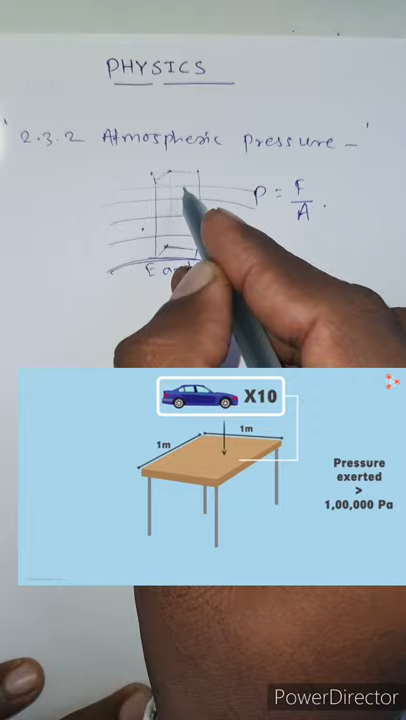 PHYSICS
' 2.3.2 Atmospheric pressure - '
P = F
A .
X10
1m
1m
Pressure
exerted
>
1,00,000 Pa
PowerDirector